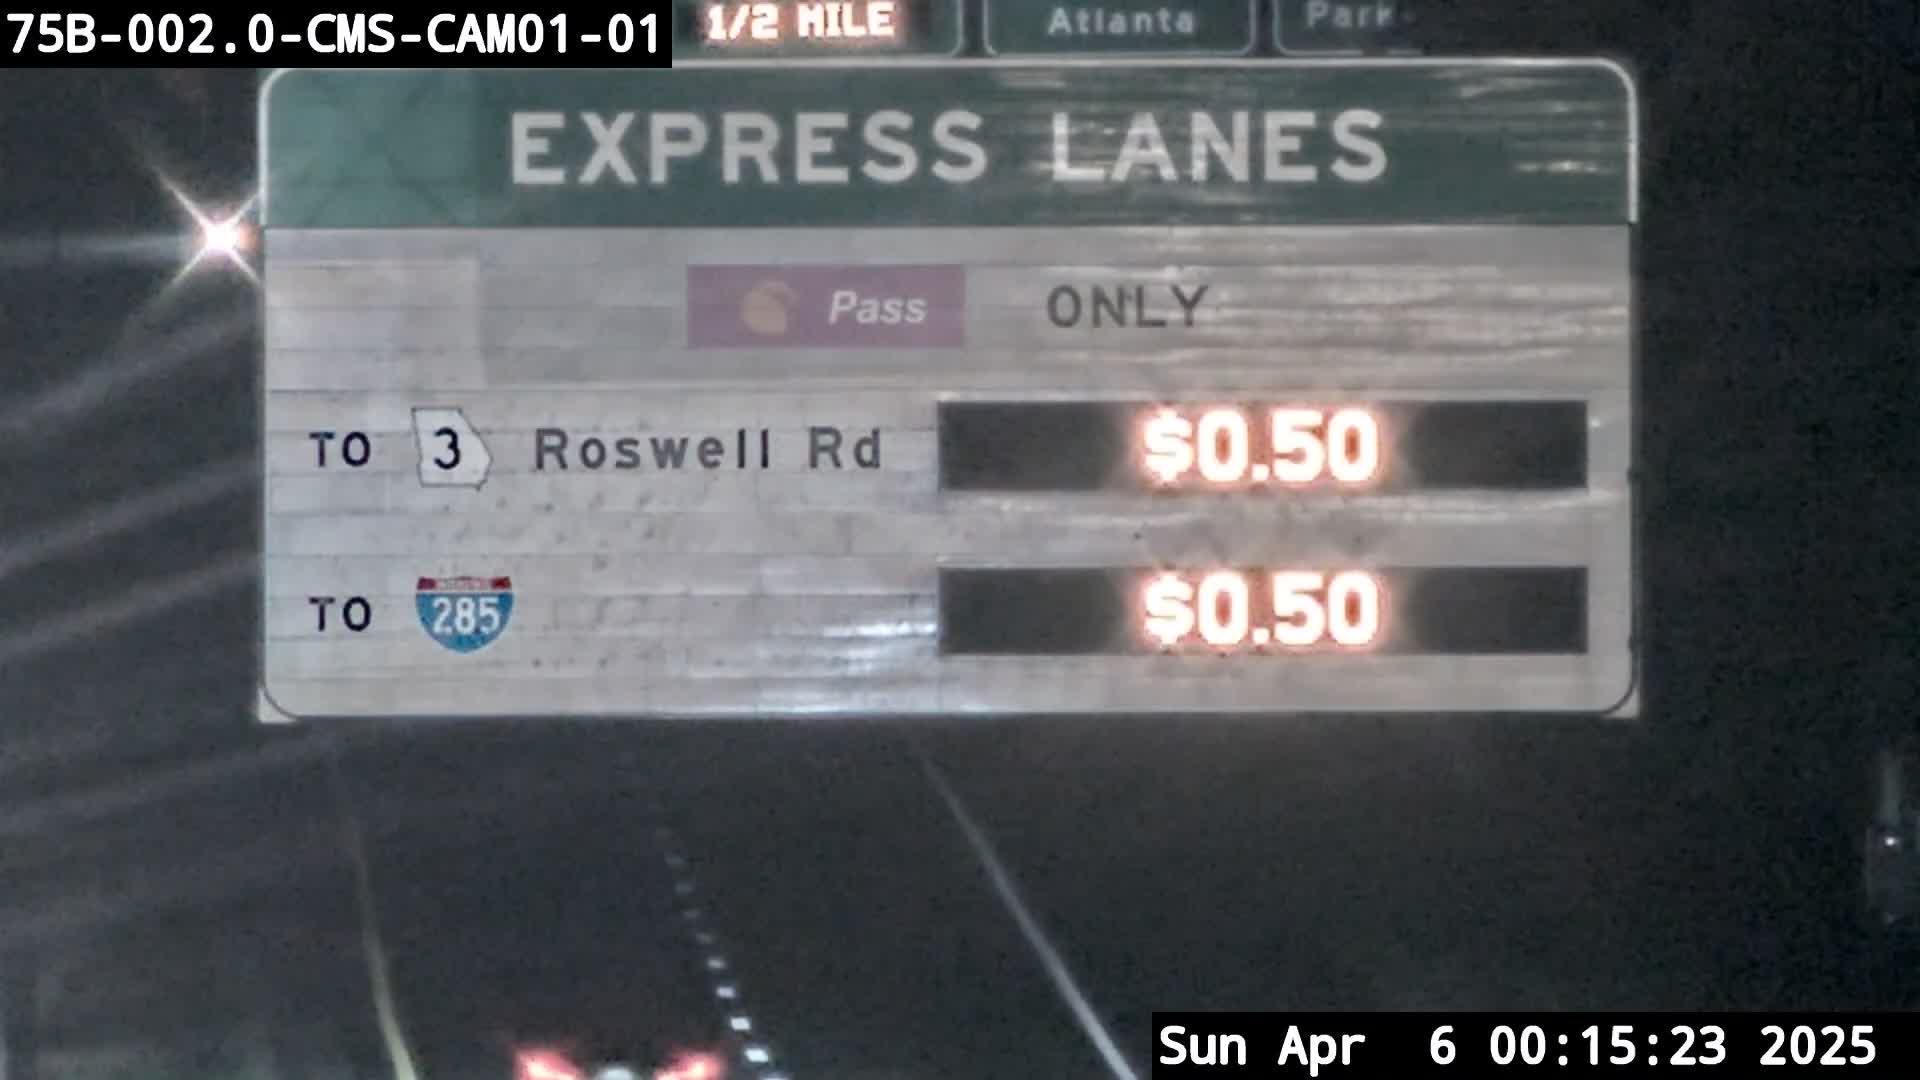 75B-002.0-CMS-CAM01-01
1/2 MILE
Atlanta
Park
EXPRESS LANES
Pass ONLY
TO 3 Roswell Rd $0.50
TO 285 $0.50
Sun Apr 6 00:15:23 2025